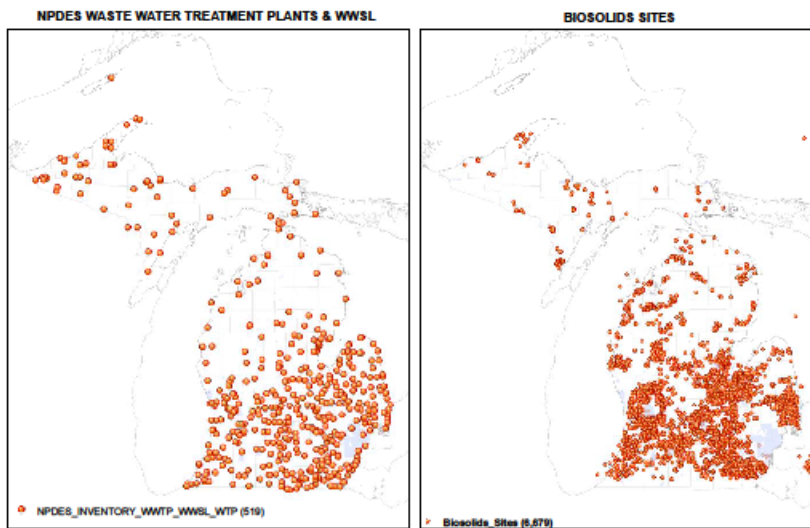 NPDES WASTE WATER TREATMENT PLANTS & WWSL
BIOSOLIDS SITES
NPDES_INVENTORY_WWTP_WWSL_WTP (519)
Biosolids_Sites (6,679)